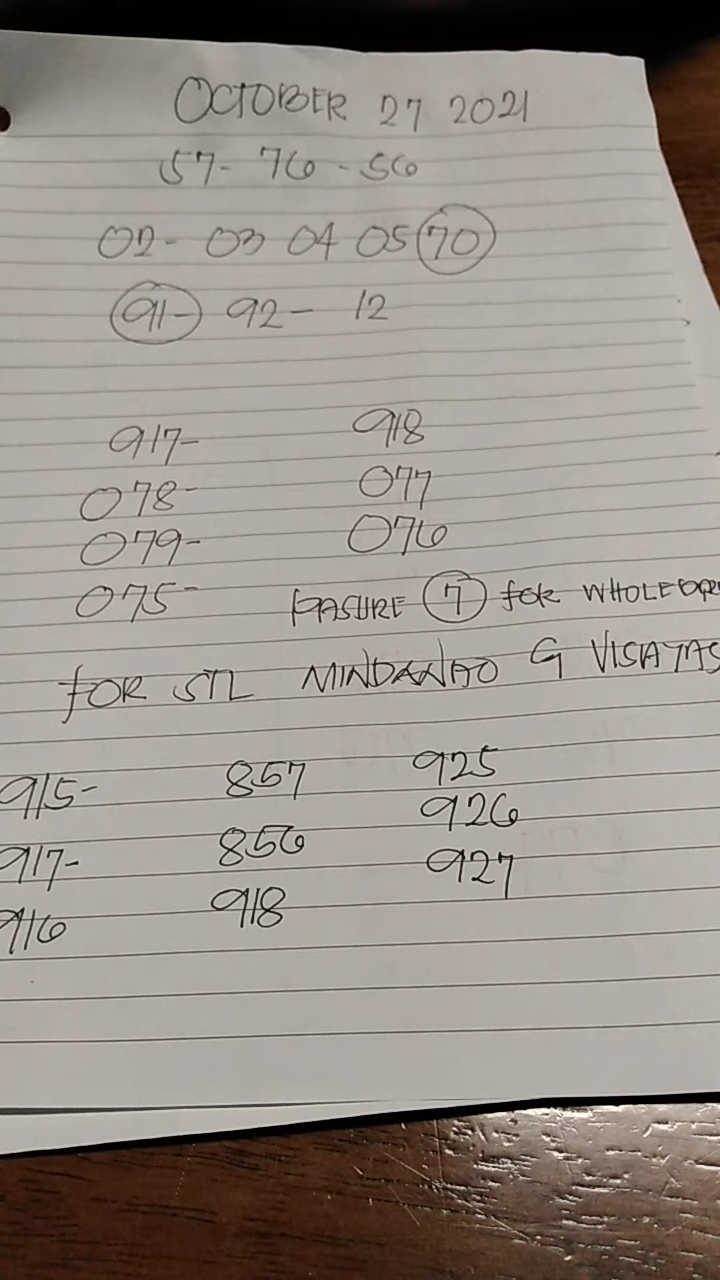 OCTOBER 27 2021
57- 76 - 56
02- 03 04 05 70
91- 92- 12
917- 918
078- 077
079- 076
075- PASURE 7 for WHOLE
FOR STL MINDANAO G VISAYAS
915- 857 925
926
917- 856 927
916 918